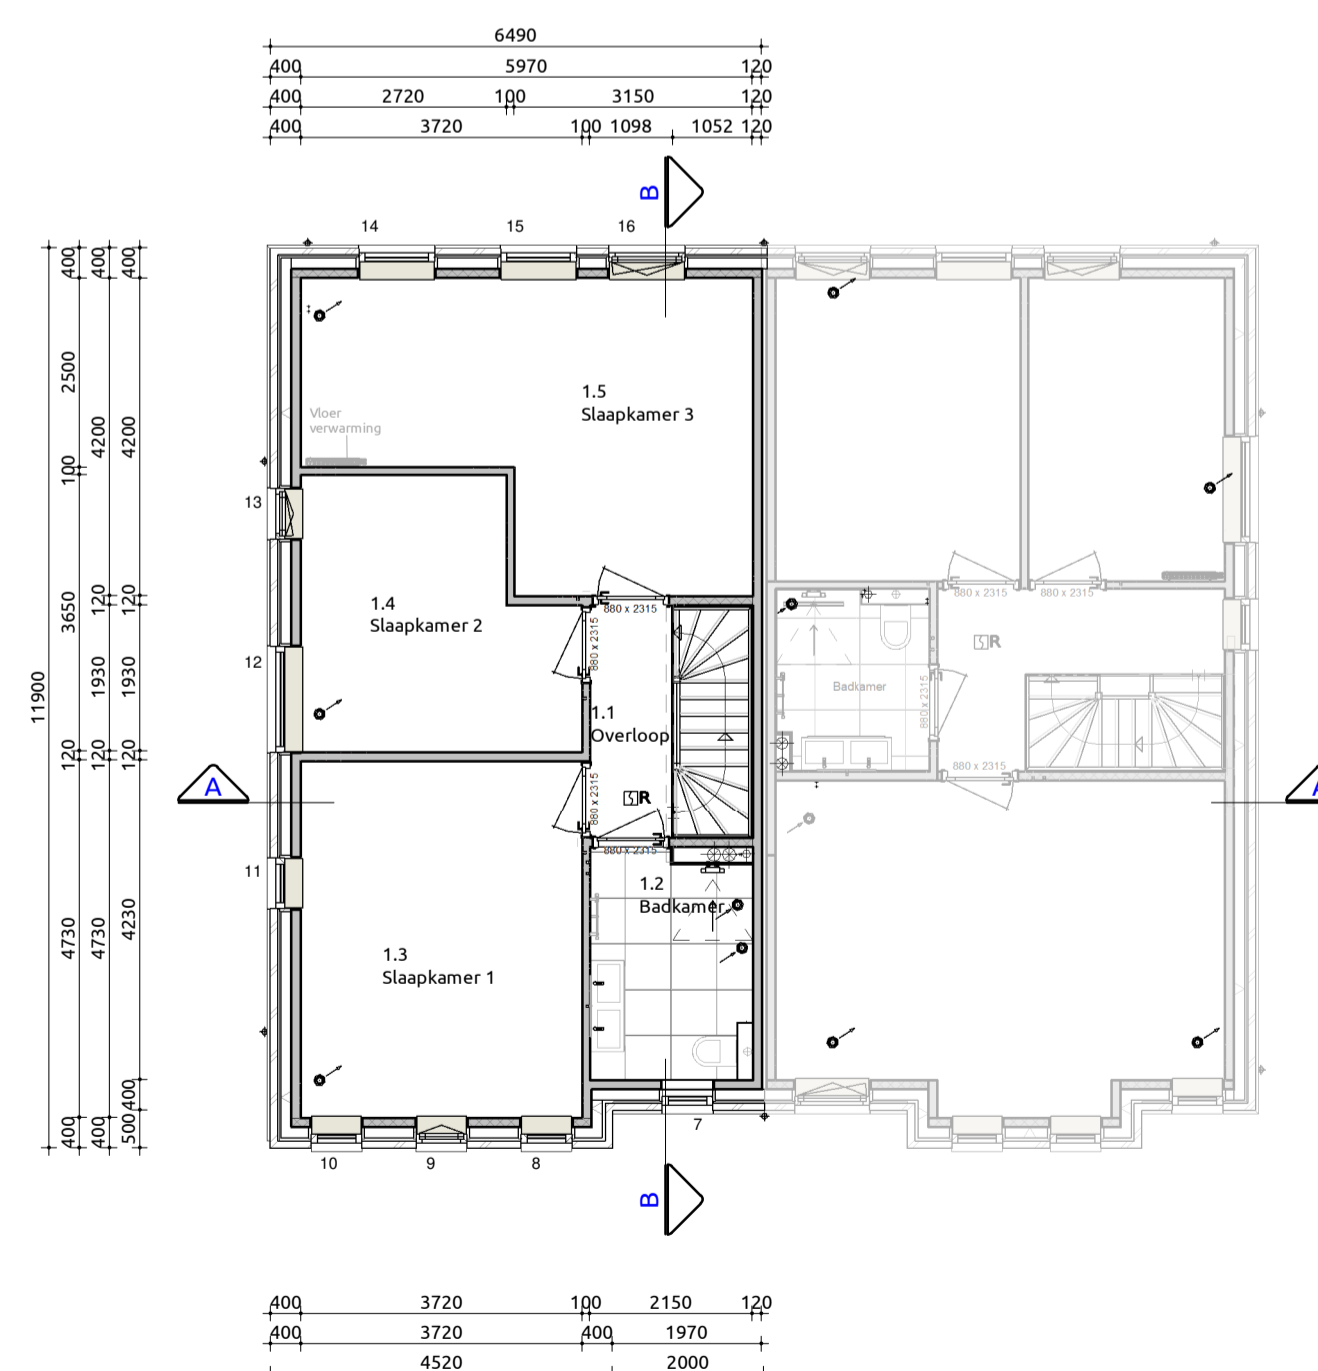 6490
400 5970 120
400 2720 100 3150 120
400 3720 100 1098 1052 120
B
14 15 16
400 400 400
2500
4200 4200
100
3650
120 120
1930 1930
11900
120 120 120
4730 4730 4230
400
500
400 400
1.5
Slaapkamer 3
Vloer
verwarming
13
1.4
Slaapkamer 2
880 x 2315
880 x 2315
880 x 2315
880 x 2315
12
R
Badkamer
880 x 2315
1.1
Overloop
A
880 x 2315
A
R
880 x 2315
880 x 2315
11
1.2
Badkamer
1.3
Slaapkamer 1
7
10 9 8
B
400 3720 100 2150 120
400 3720 400 1970
4520 2000